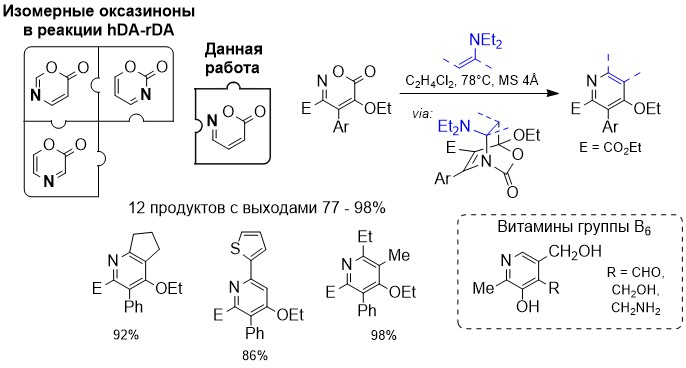 Изомерные оксазиноны
в реакции hDA-rDA
Данная
работа
O
O
N
O
O
N
O
O
N
O
O
N
N
O
O
E
OEt
Ar
NEt2
C2H4Cl2, 78°C, MS 4Å
via:
Et2N
OEt
E
N
O
Ar
O
N
E
OEt
Ar
E = CO2Et
12 продуктов с выходами 77 - 98%
N
E
OEt
Ph
92%
S
N
E
OEt
Ph
86%
Et
Me
N
E
OEt
Ph
98%
Витамины группы B6
N
CH2OH
Me
R
OH
R = CHO,
CH2OH,
CH2NH2